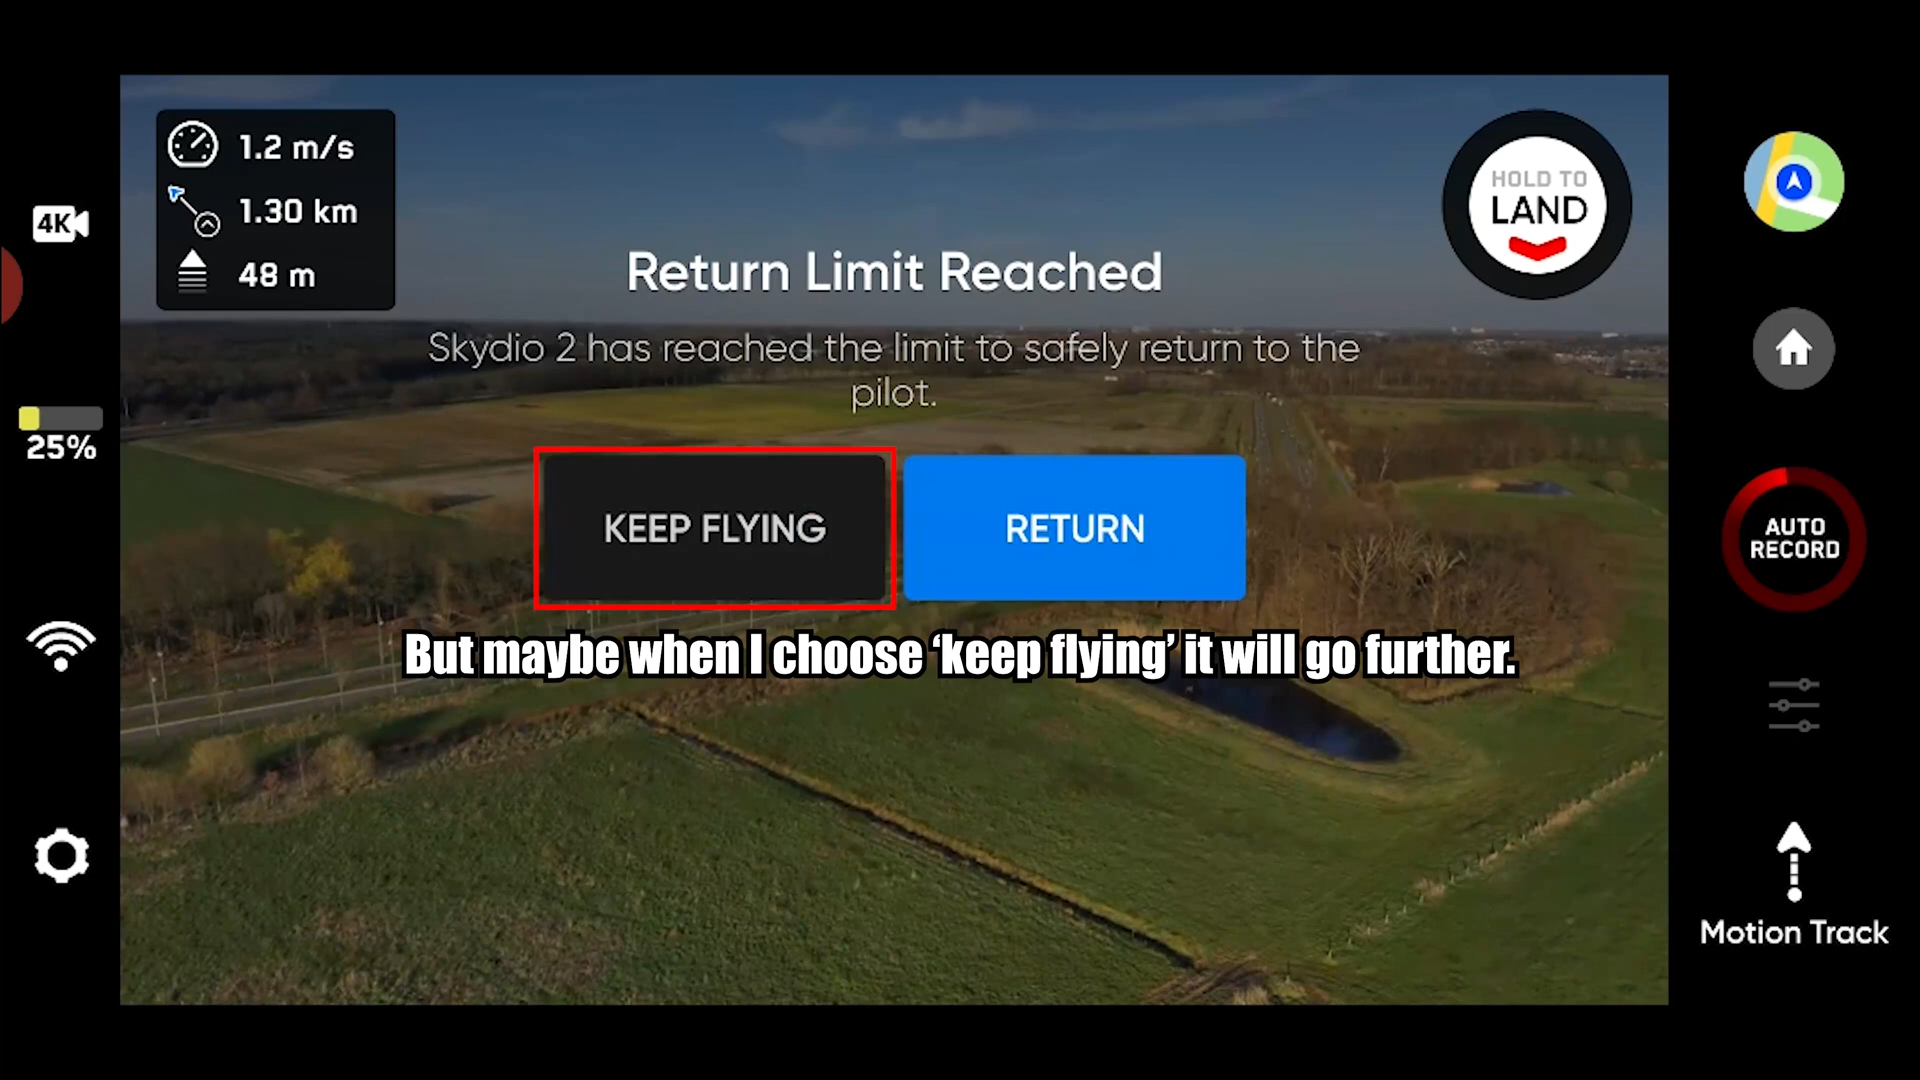 1.2 m/s
1.30 km
48 m
HOLD TO
LAND
4K
25%
Return Limit Reached
Skydio 2 has reached the limit to safely return to the
pilot.
KEEP FLYING
RETURN
But maybe when I choose ‘keep flying’ it will go further.
AUTO
RECORD
Motion Track